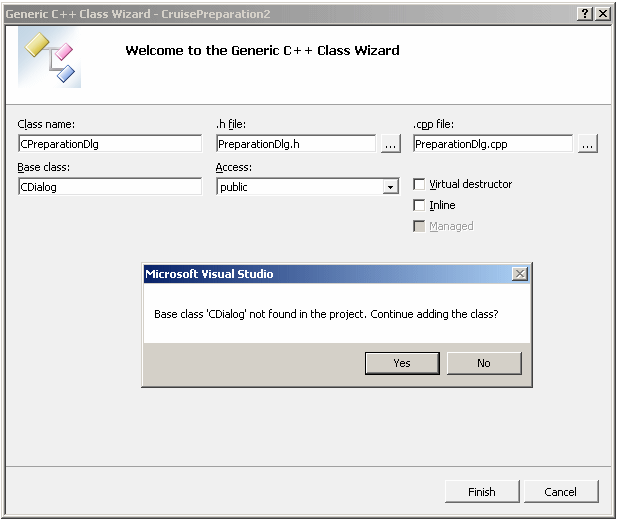 Generic C++ Class Wizard - CruisePreparation2
Welcome to the Generic C++ Class Wizard
Class name:
.h file:
.cpp file:
CPreparationDlg
PreparationDlg.h
...
PreparationDlg.cpp
...
Base class:
Access:
CDialog
public
Virtual destructor
Inline
Managed
Microsoft Visual Studio
Base class 'CDialog' not found in the project. Continue adding the class?
Yes
No
Finish
Cancel